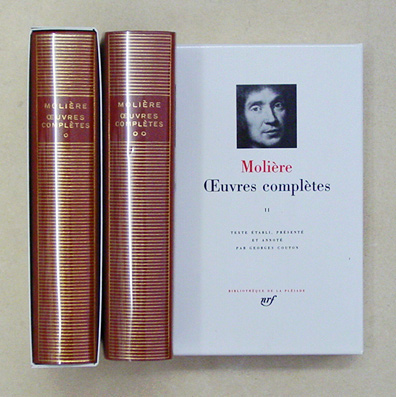 MOLIÈRE
ŒUVRES
COMPLÈTES
MOLIÈRE
ŒUVRES
COMPLÈTES
Molière
Œuvres complètes
II
TEXTE ÉTABLI, PRÉSENTÉ
ET ANNOTÉ
PAR GEORGES COUTON
BIBLIOTHÈQUE DE LA PLÉIADE
nrf